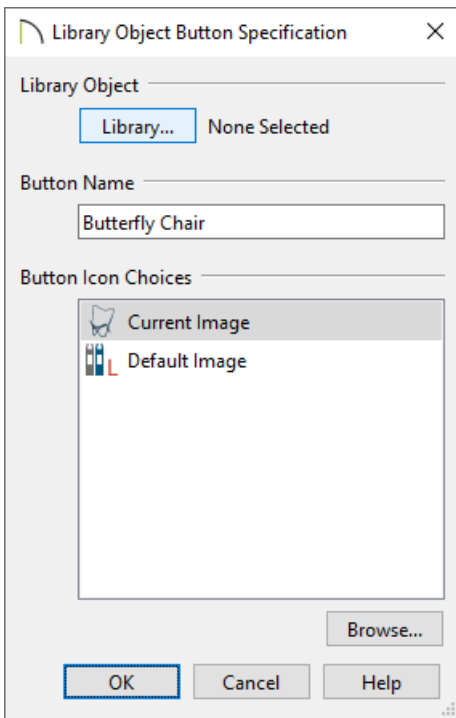 Library Object Button Specification
Library Object
Library... None Selected
Button Name
Butterfly Chair
Button Icon Choices
Current Image
L Default Image
Browse...
OK Cancel Help